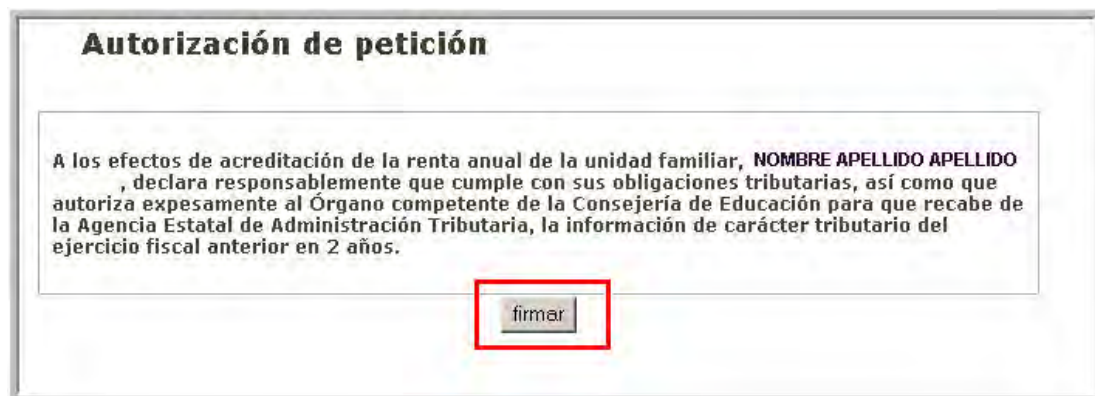 Autorización de petición
A los efectos de acreditación de la renta anual de la unidad familiar, NOMBRE APELLIDO APELLIDO
, declara responsablemente que cumple con sus obligaciones tributarias, así como que
autoriza expesamente al Órgano competente de la Consejería de Educación para que recabe de
la Agencia Estatal de Administración Tributaria, la información de carácter tributario del
ejercicio fiscal anterior en 2 años.
firmar